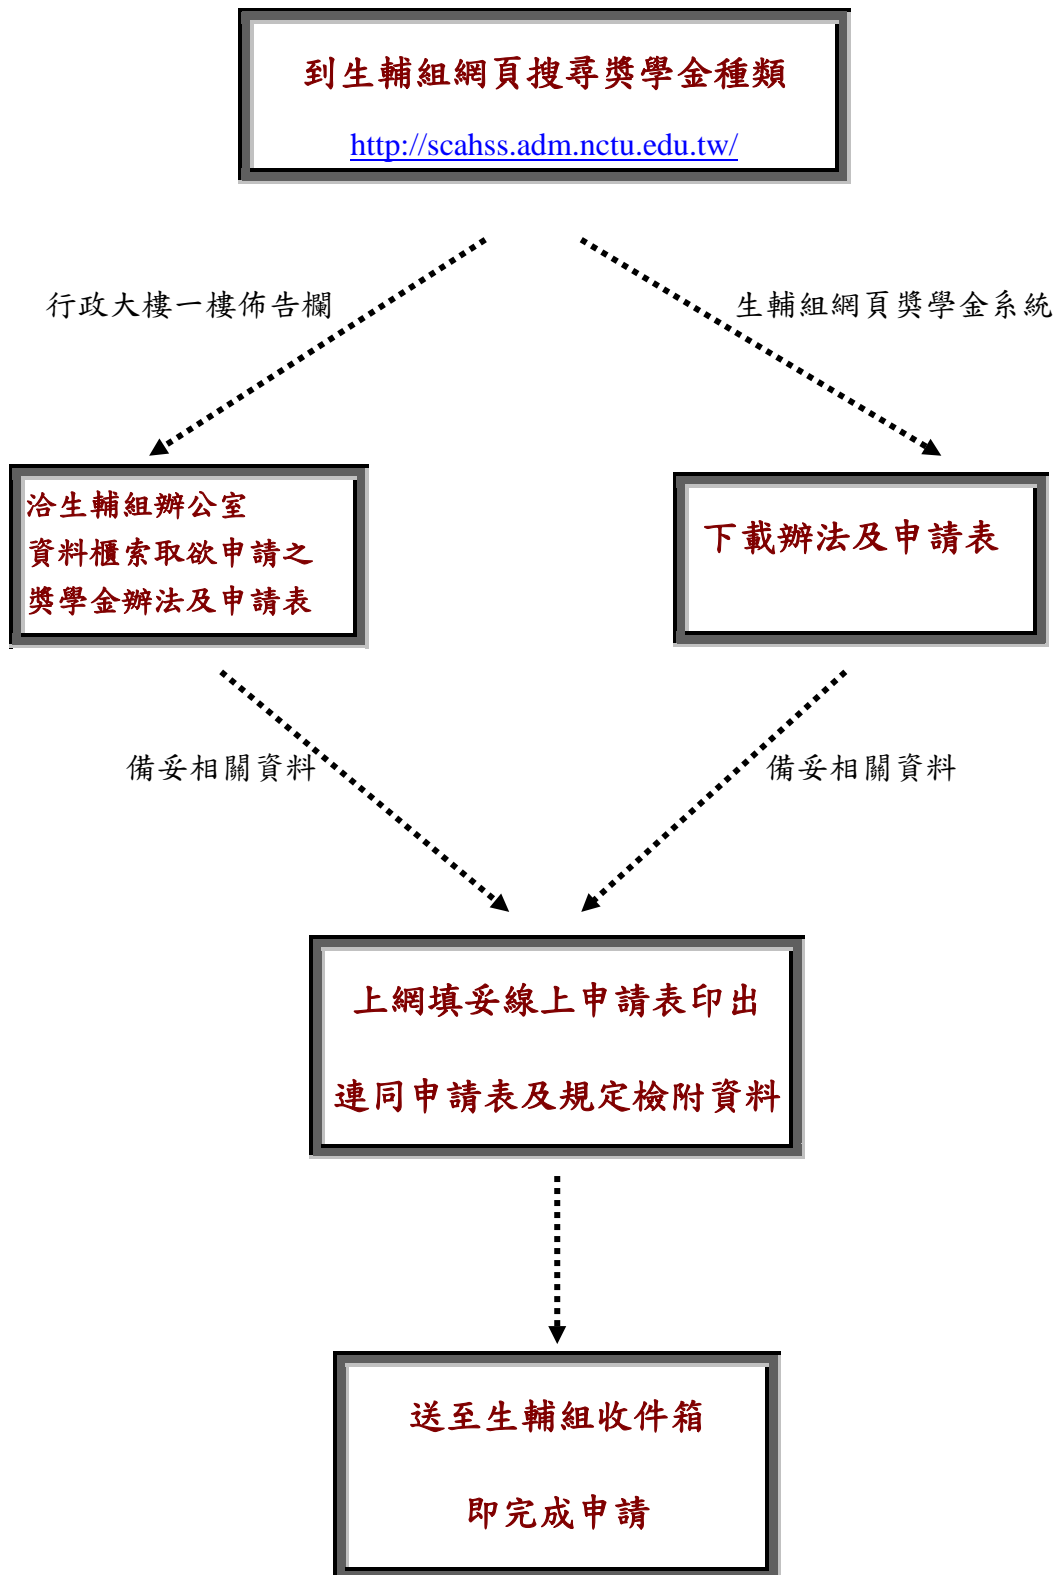 到生輔組網頁搜尋獎學金種類
http://scahss.adm.nctu.edu.tw/
行政大樓一樓佈告欄
生輔組網頁獎學金系統
洽生輔組辦公室
資料櫃索取欲申請之
獎學金辦法及申請表
下載辦法及申請表
備妥相關資料
備妥相關資料
上網填妥線上申請表印出
連同申請表及規定檢附資料
送至生輔組收件箱
即完成申請